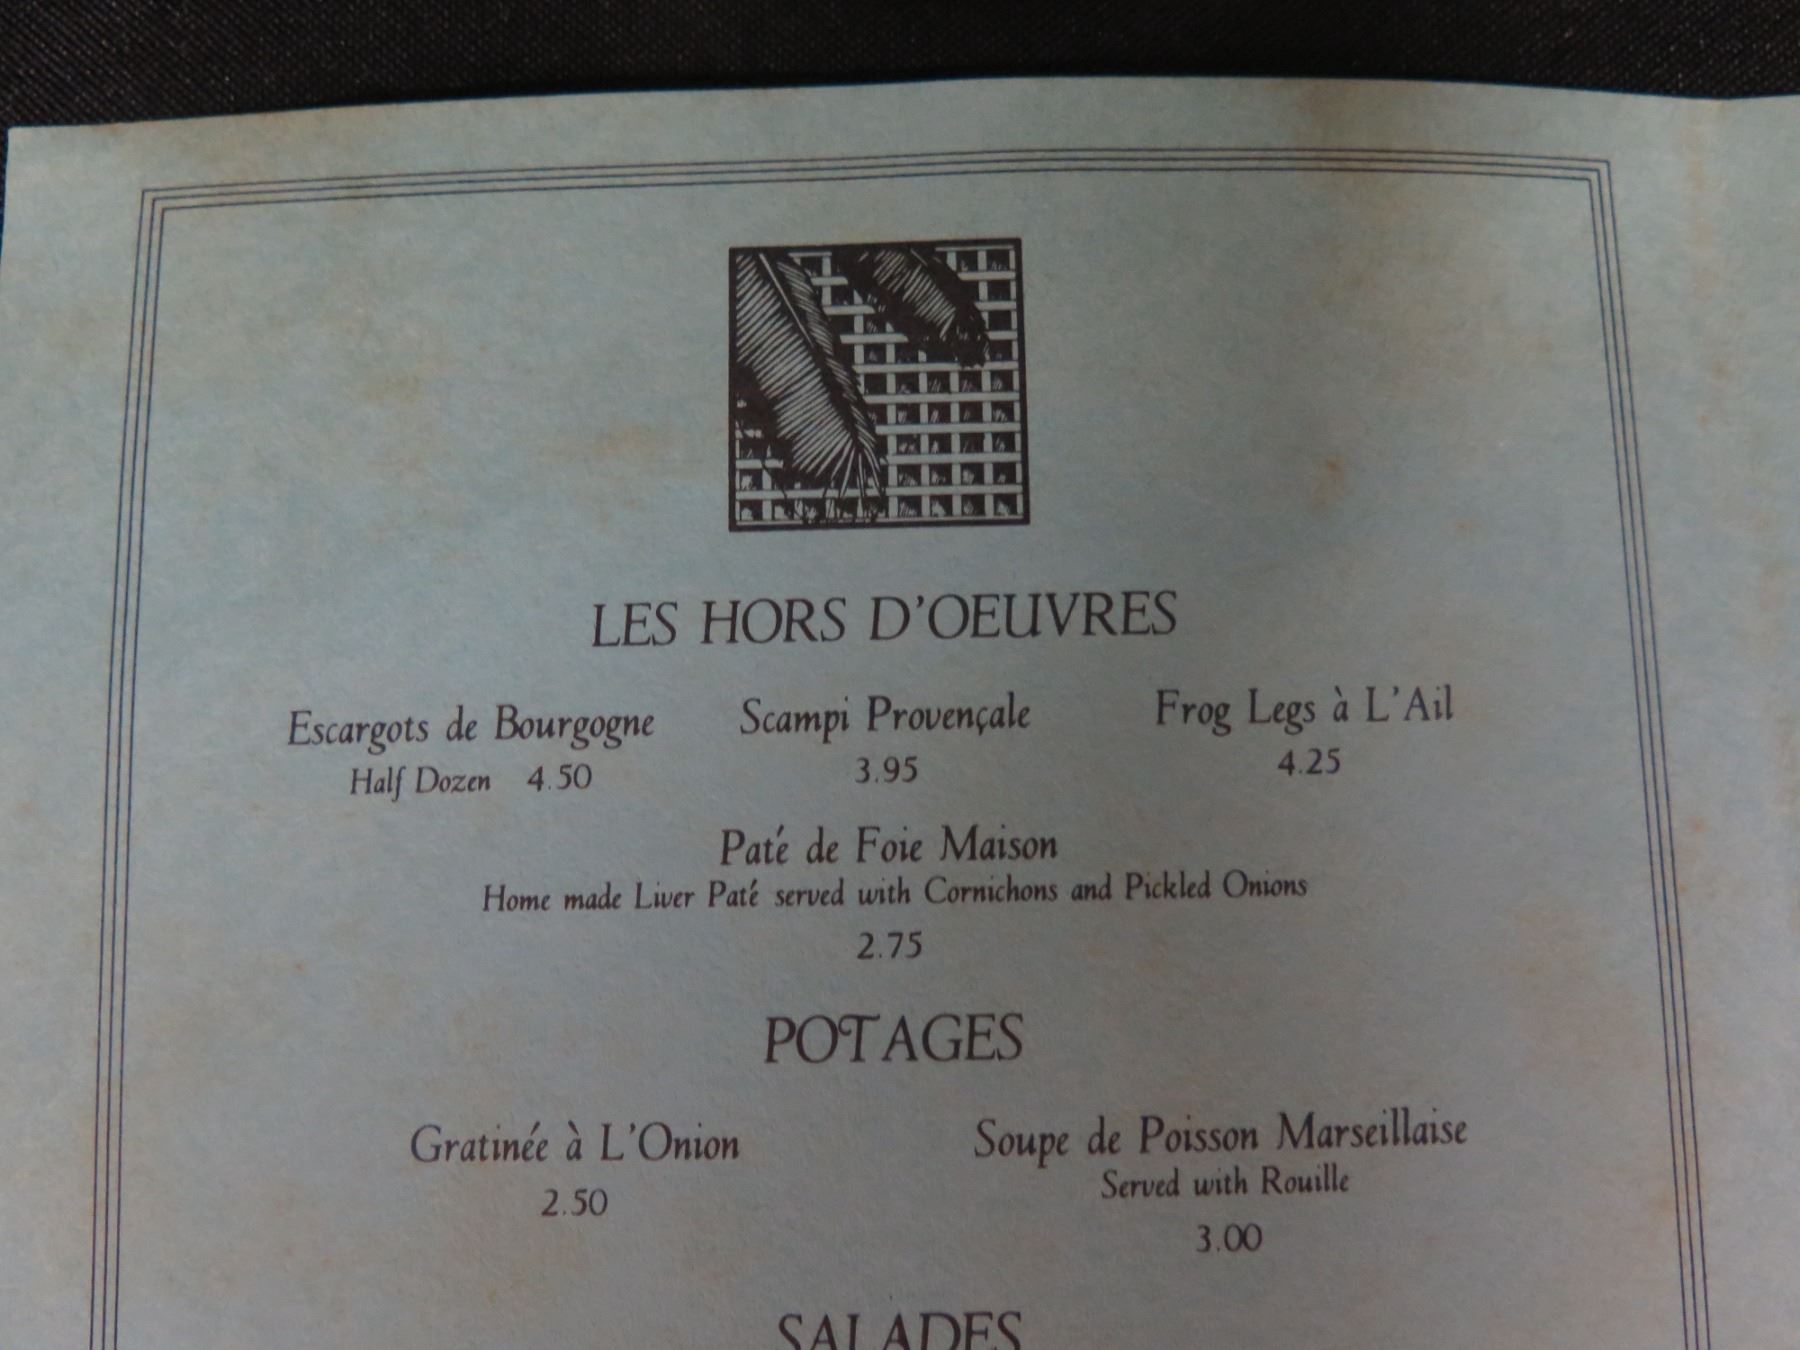 LES HORS D'OEUVRES
Escargots de Bourgogne Scampi Provençale Frog Legs à L'Ail
Half Dozen 4.50 3.95 4.25
Paté de Foie Maison
Home made Liver Paté served with Cornichons and Pickled Onions
2.75
POTAGES
Gratinée à L'Onion Soupe de Poisson Marseillaise
Served with Rouille
2.50 3.00
SALADES